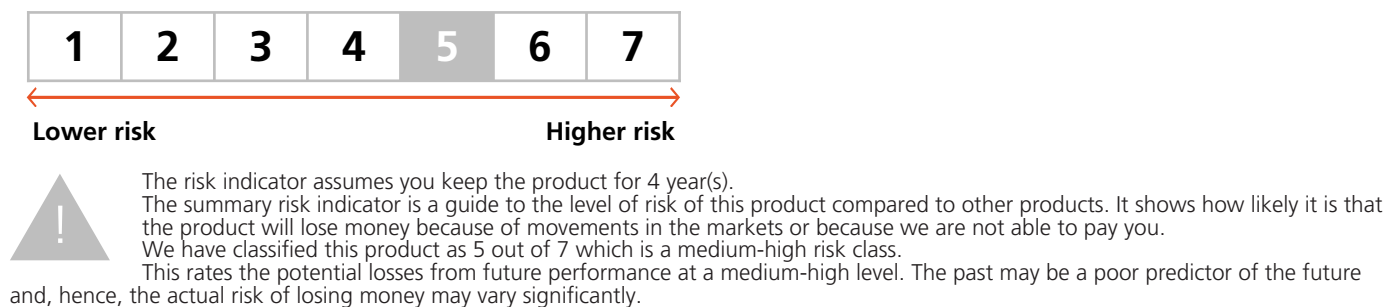 1 2 3 4 5 6 7
Lower risk Higher risk
The risk indicator assumes you keep the product for 4 year(s).
The summary risk indicator is a guide to the level of risk of this product compared to other products. It shows how likely it is that
the product will lose money because of movements in the markets or because we are not able to pay you.
We have classified this product as 5 out of 7 which is a medium-high risk class.
This rates the potential losses from future performance at a medium-high level. The past may be a poor predictor of the future
and, hence, the actual risk of losing money may vary significantly.